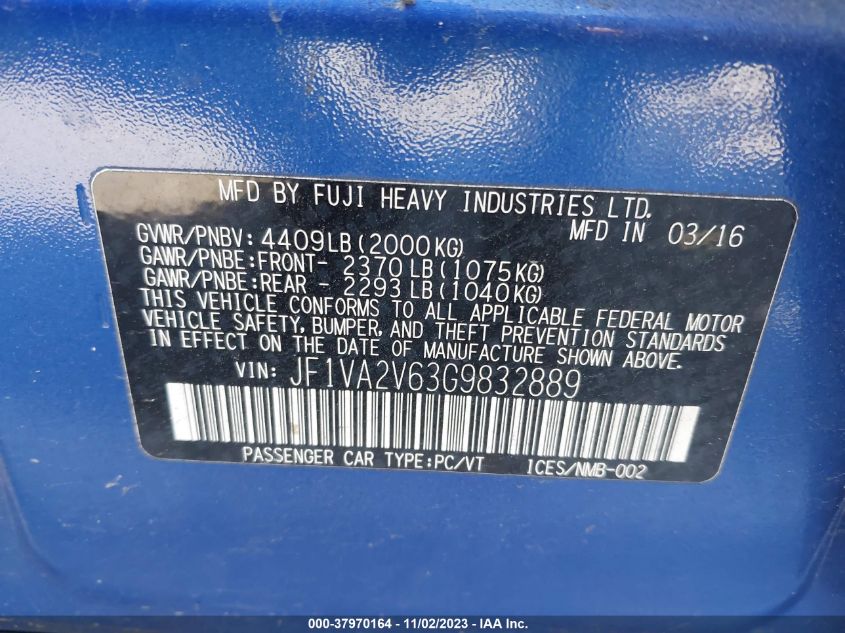 MFD BY FUJI HEAVY INDUSTRIES LTD.
MFD IN 03/16
GVWR/PNBV: 4409LB (2000KG)
GAWR/PNBE:FRONT- 2370LB (1075KG)
GAWR/PNBE:REAR - 2293LB (1040KG)
THIS VEHICLE CONFORMS TO ALL APPLICABLE FEDERAL MOTOR
VEHICLE SAFETY, BUMPER, AND THEFT PREVENTION STANDARDS
IN EFFECT ON THE DATE OF MANUFACTURE SHOWN ABOVE.
VIN: JF1VA2V63G9832889
PASSENGER CAR TYPE:PC/VT ICES/NMB-002
000-37970164 - 11/02/2023 - IAA Inc.